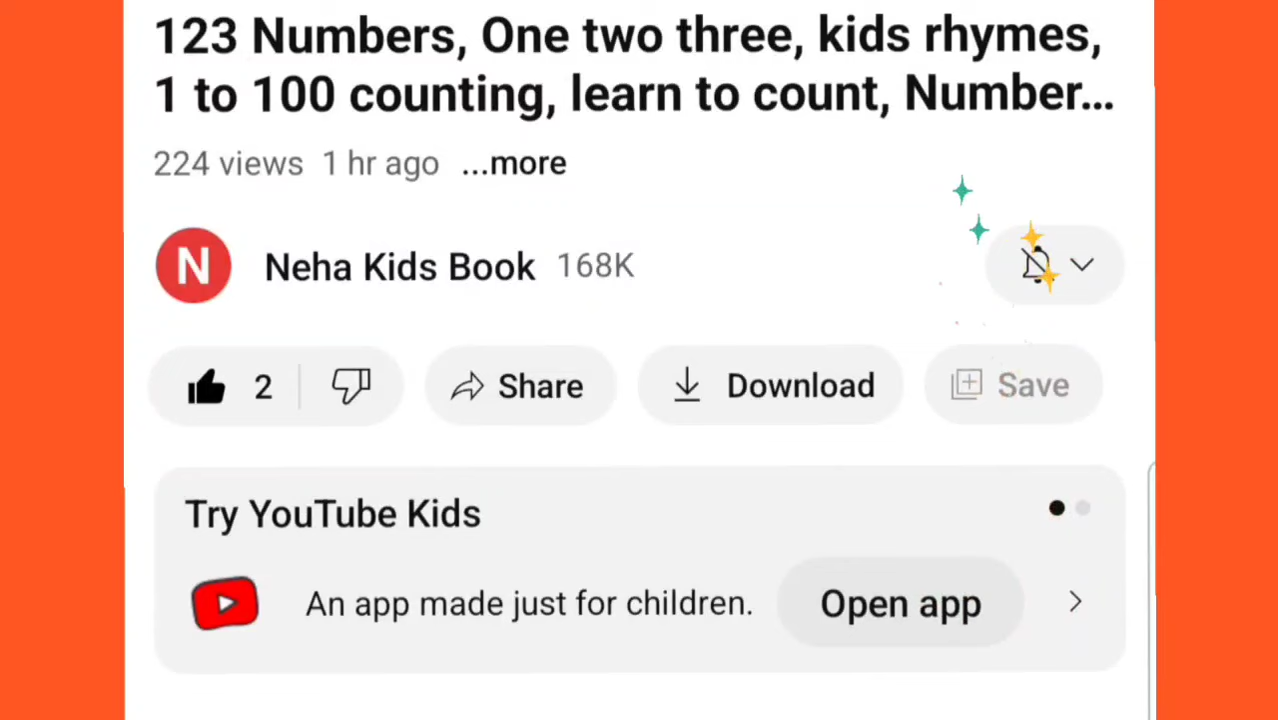 123 Numbers, One two three, kids rhymes,
1 to 100 counting, learn to count, Number...
224 views 1 hr ago ...more
N Neha Kids Book 168K
2 Share Download Save
Try YouTube Kids
An app made just for children. Open app